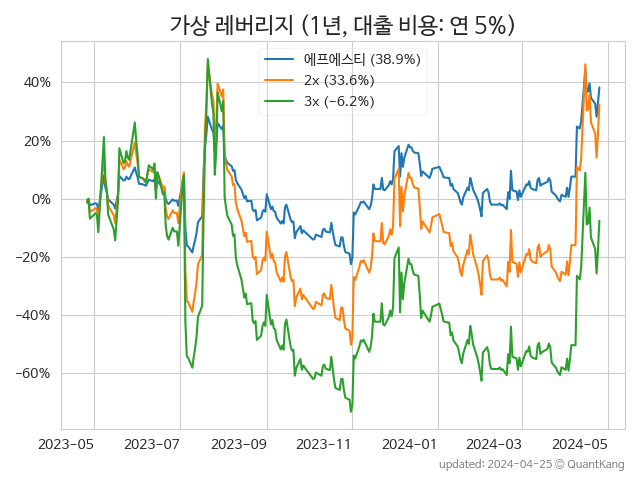 가상 레버리지 (1년, 대출 비용: 연 5%)
에프에스티 (38.9%)
2x (33.6%)
3x (−6.2%)
40%
20%
0%
−20%
−40%
−60%
2023-05 2023-07 2023-09 2023-11 2024-01 2024-03 2024-05
updated: 2024-04-25 © QuantKang